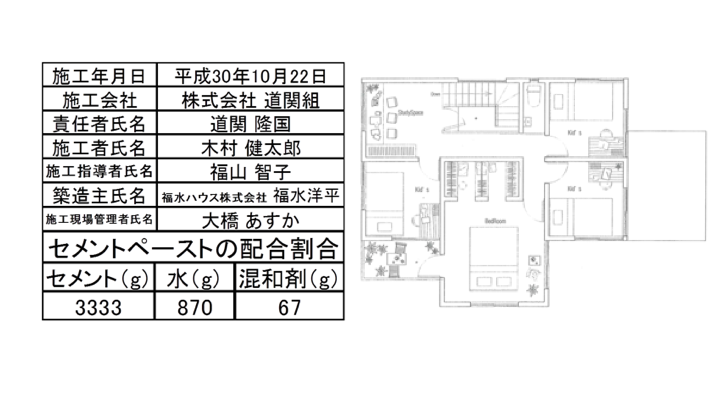 施工年月日 平成30年10月22日
施工会社 株式会社 道関組
責任者氏名 道関 隆国
施工者氏名 木村 健太郎
施工指導者氏名 福山 智子
築造主氏名 福水ハウス株式会社 福水洋平
施工現場管理者氏名 大橋 あすか
セメントペーストの配合割合
セメント（g） 水（g） 混和剤（g）
3333 870 67
StudySpace
Kid's
Kid's
Kid's
BedRoom